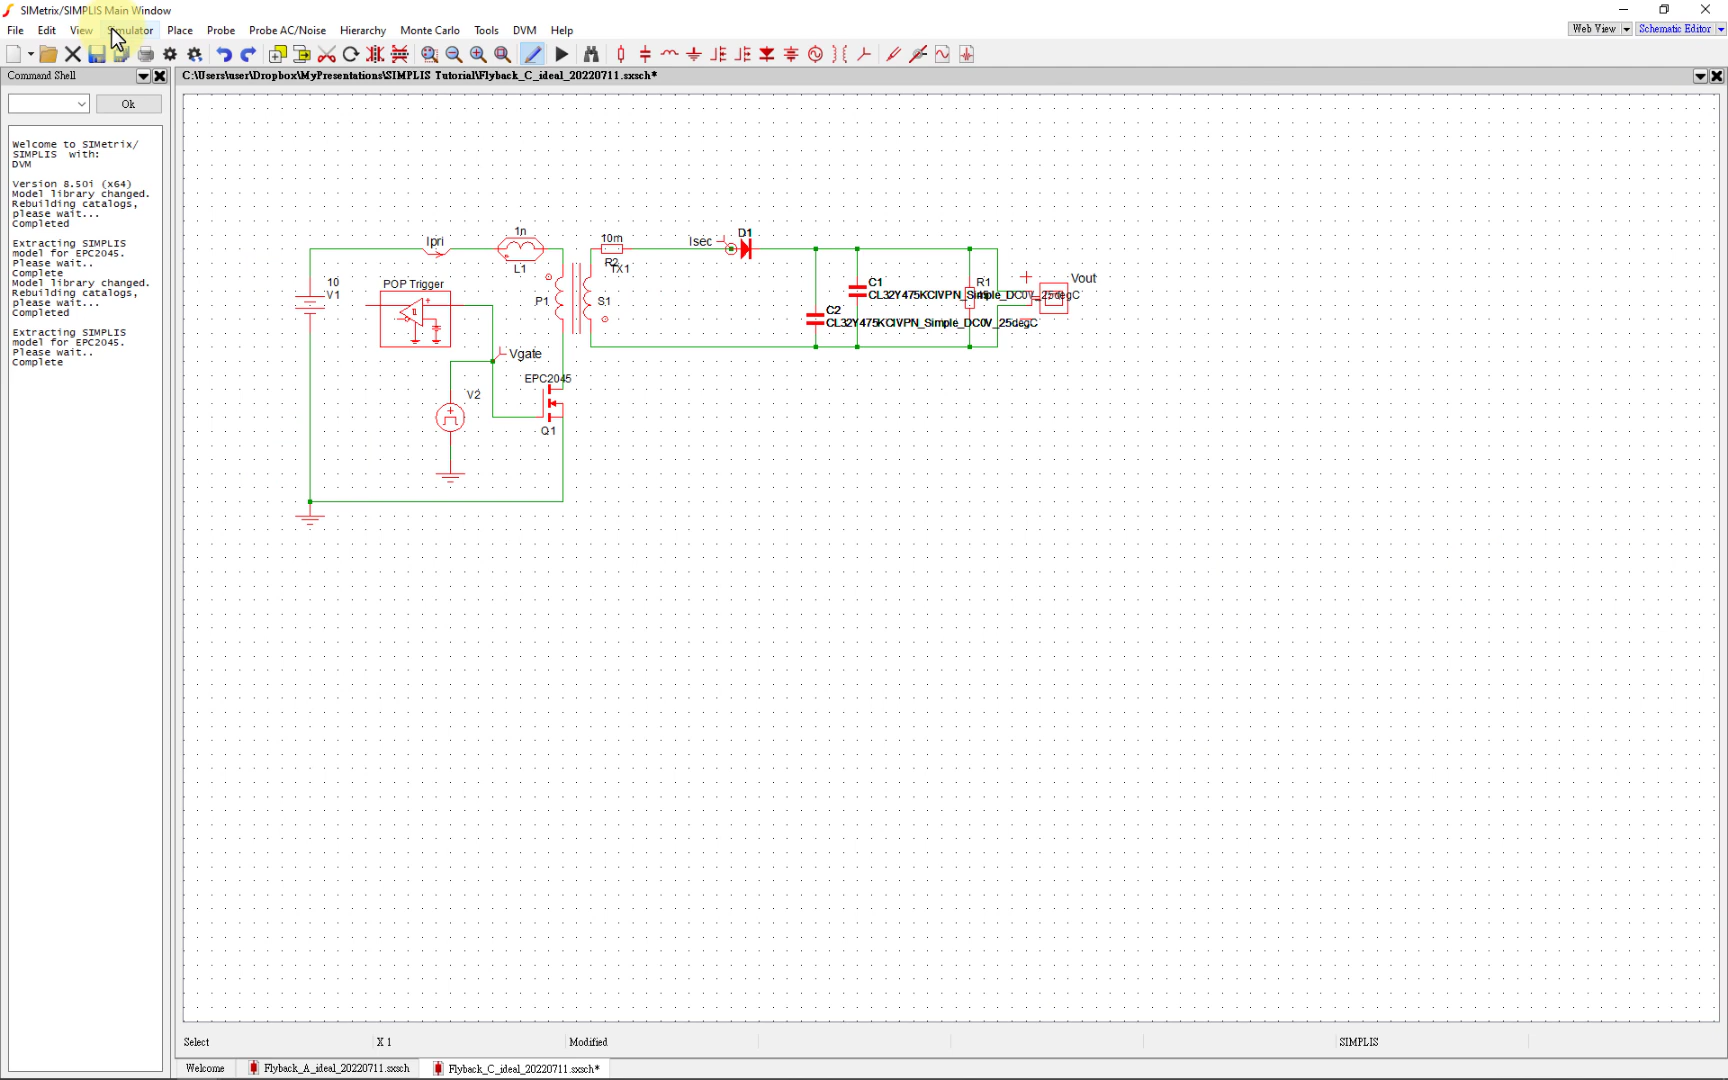 SIMetrix/SIMPLIS Main Window
File Edit View Simulator Place Probe Probe AC/Noise Hierarchy Monte Carlo Tools DVM Help
Web View Schematic Editor
Command Shell
C:\Users\user\Dropbox\MyPresentations\SIMPLIS Tutorial\Flyback_C_ideal_20220711.sxsch*
Ok
Welcome to SIMetrix/
SIMPLIS with:
DVM
Version 8.50i (x64)
Model library changed.
Rebuilding catalogs,
please wait...
Completed
Extracting SIMPLIS
model for EPC2045.
Please wait..
Complete
Model library changed.
Rebuilding catalogs,
please wait...
Completed
Extracting SIMPLIS
model for EPC2045.
Please wait..
Complete
Ipri
1n
L1
10m
R2
TX1
Isec
D1
10
V1
POP Trigger
P1
S1
C1
CL32Y475KCIVPN_Simple_DC0V_25degC
C2
CL32Y475KCIVPN_Simple_DC0V_25degC
R1
Vout
Vgate
EPC2045
V2
Q1
Select X 1 Modified SIMPLIS
Welcome Flyback_A_ideal_20220711.sxsch Flyback_C_ideal_20220711.sxsch*